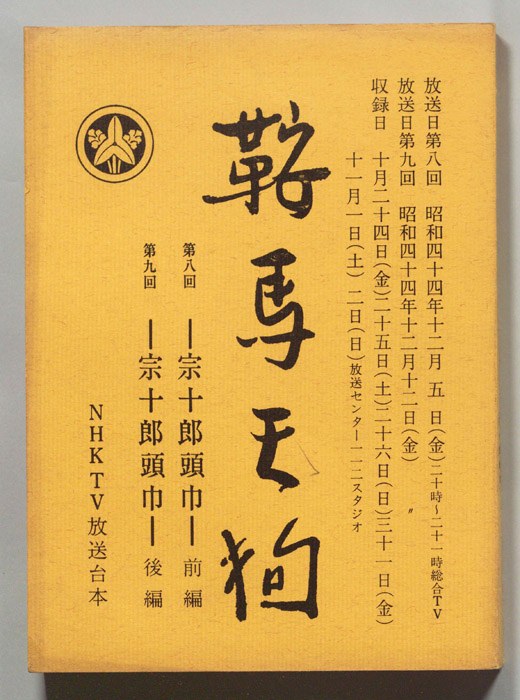 放送日第八回 昭和四十四年十二月 五 日(金)二十時~二十一時総合TV
放送日第九回 昭和四十四年十二月十二日(金) 〃
収録日 十月二十四日(金)二十五日(土)二十六日(日)三十一日(金)
十一月一日(土) 二日(日)放送センター一一二スタジオ
鞍馬天狗
第八回 ―宗十郎頭巾― 前編
第九回 ―宗十郎頭巾― 後編
NHKTV放送台本